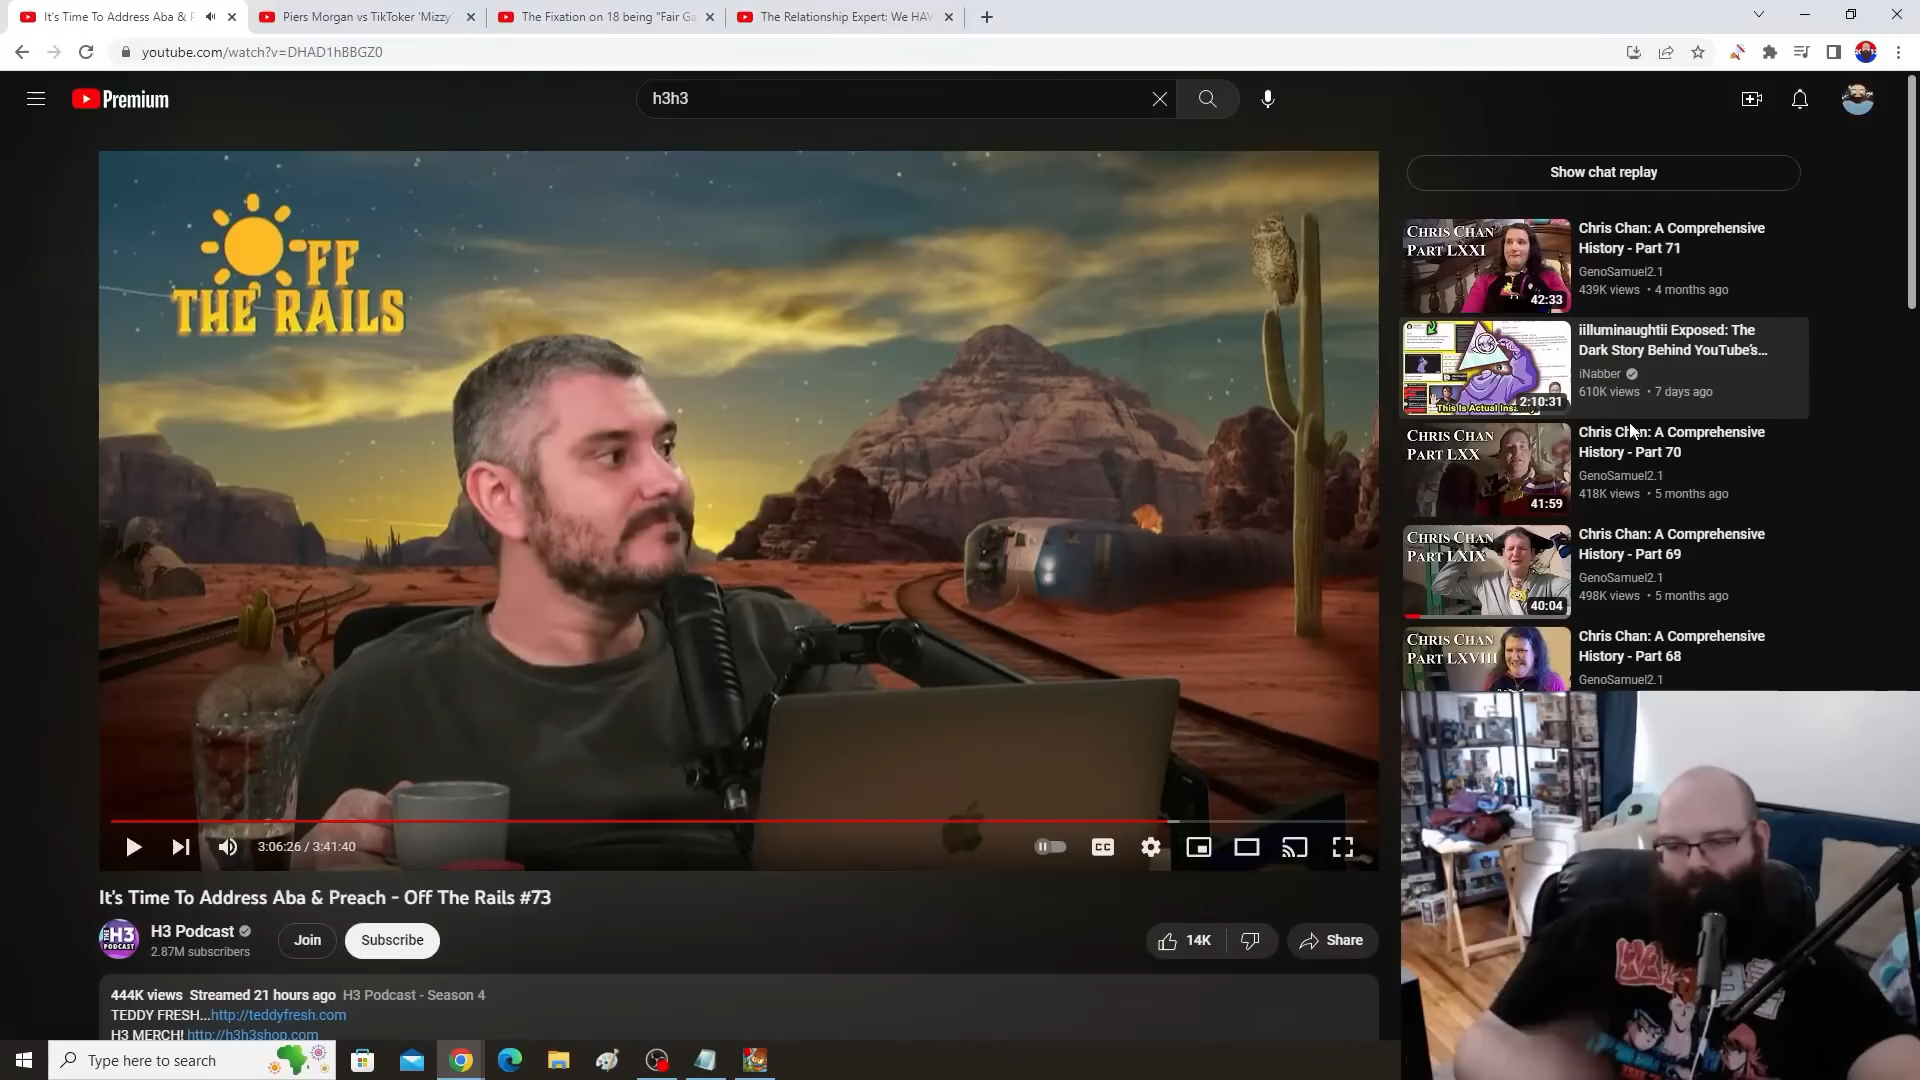 It's Time To Address Aba & P
Piers Morgan vs TikToker 'Mizzy'
The Fixation on 18 being "Fair Ga
The Relationship Expert: We HAV
youtube.com/watch?v=DHAD1hBBGZ0
Premium
h3h3
Show chat replay
OFF
THE RAILS
CHRIS CHAN
PART LXXI
42:33
Chris Chan: A Comprehensive
History - Part 71
GenoSamuel2.1
439K views • 4 months ago
This Is Actual
2:10:31
iilluminaughtii Exposed: The
Dark Story Behind YouTube's...
iNabber
610K views • 7 days ago
CHRIS CHAN
PART LXX
41:59
Chris Chan: A Comprehensive
History - Part 70
GenoSamuel2.1
418K views • 5 months ago
CHRIS CHAN
PART LXIX
40:04
Chris Chan: A Comprehensive
History - Part 69
GenoSamuel2.1
498K views • 5 months ago
CHRIS CHAN
PART LXVIII
Chris Chan: A Comprehensive
History - Part 68
GenoSamuel2.1
3:06:26 / 3:41:40
CC
It's Time To Address Aba & Preach - Off The Rails #73
THE H3 PODCAST
H3 Podcast
2.87M subscribers
Join
Subscribe
14K
Share
444K views Streamed 21 hours ago H3 Podcast - Season 4
TEDDY FRESH...http://teddyfresh.com
H3 MERCH! http://h3h3shop.com
Type here to search